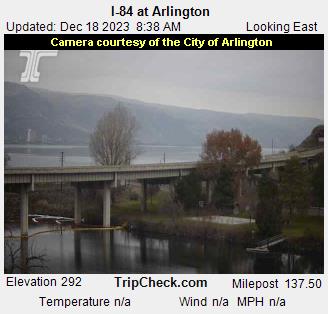 I-84 at Arlington
Updated: Dec 18 2023 8:38 AM Looking East
Camera courtesy of the City of Arlington
Elevation 292 TripCheck.com Milepost 137.50
Temperature n/a Wind n/a MPH n/a